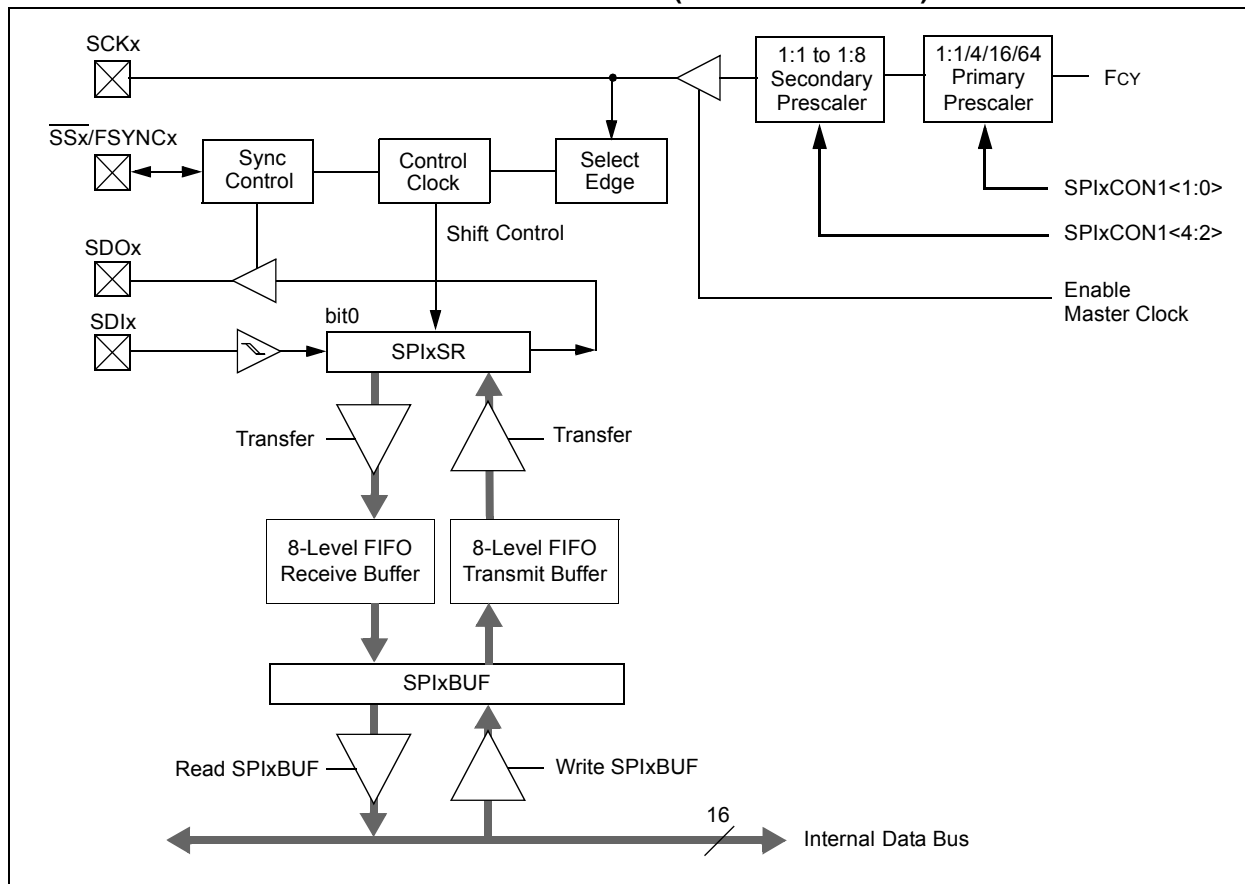 SCKx
1:1 to 1:8
Secondary
Prescaler
1:1/4/16/64
Primary
Prescaler
FCY
SSx/FSYNCx
Sync
Control
Control
Clock
Select
Edge
SPIxCON1<1:0>
SPIxCON1<4:2>
Shift Control
SDOx
Enable
Master Clock
SDIx
bit0
SPIxSR
Transfer
Transfer
8-Level FIFO
Receive Buffer
8-Level FIFO
Transmit Buffer
SPIxBUF
Read SPIxBUF
Write SPIxBUF
16
Internal Data Bus